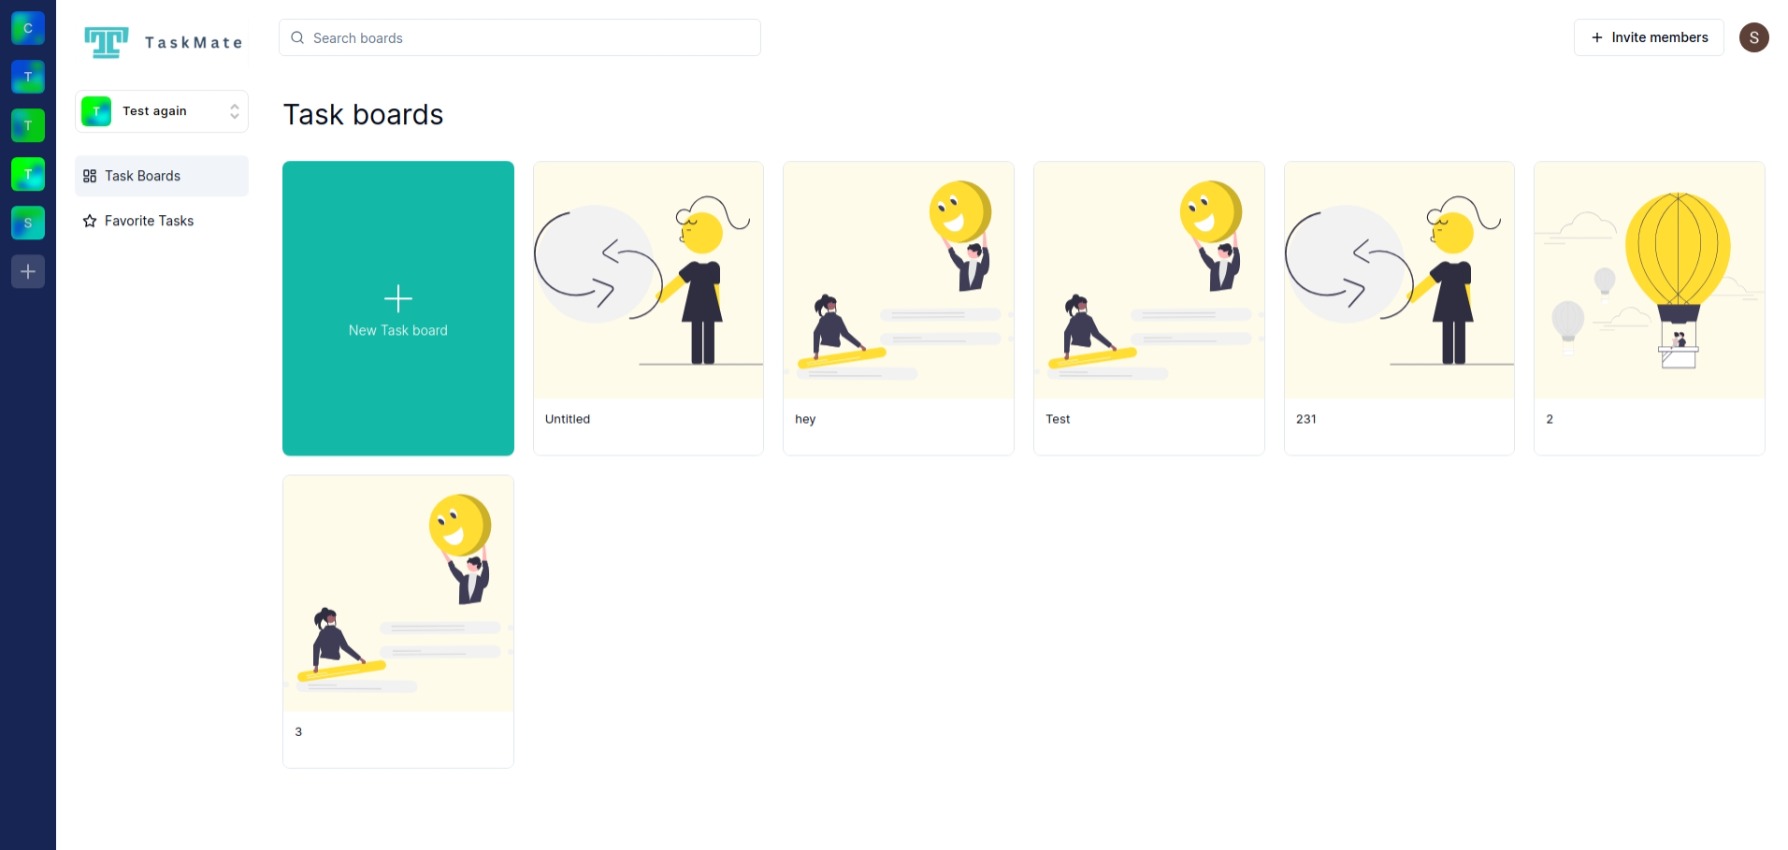 C
T
T
T
S
TaskMate
T Test again
Task Boards
Favorite Tasks
Search boards
Invite members
S
Task boards
New Task board
Untitled
hey
Test
231
2
3